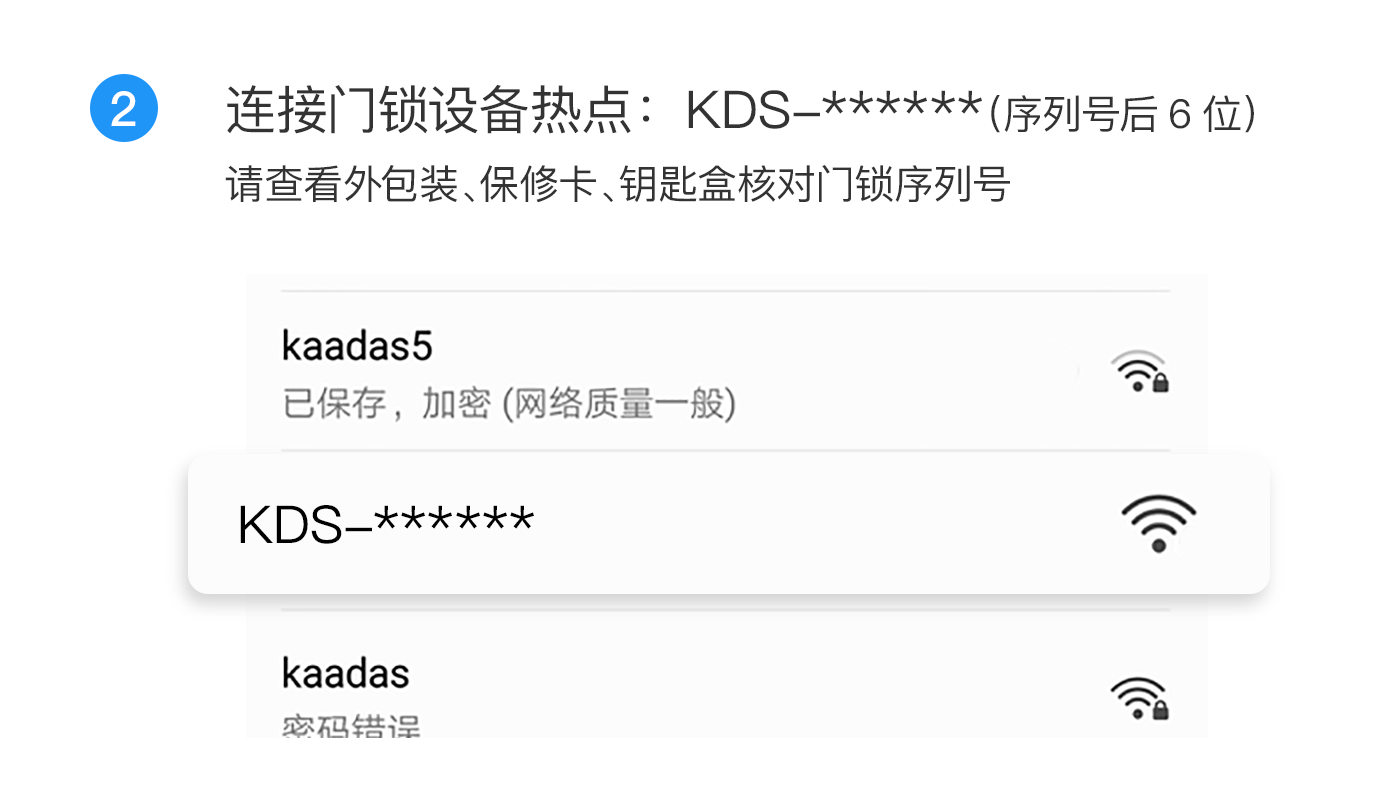 2
连接门锁设备热点：KDS-******（序列号后 6 位）
请查看外包装、保修卡、钥匙盒核对门锁序列号
kaadas5
已保存，加密 (网络质量一般)
KDS-******
kaadas
密码错误